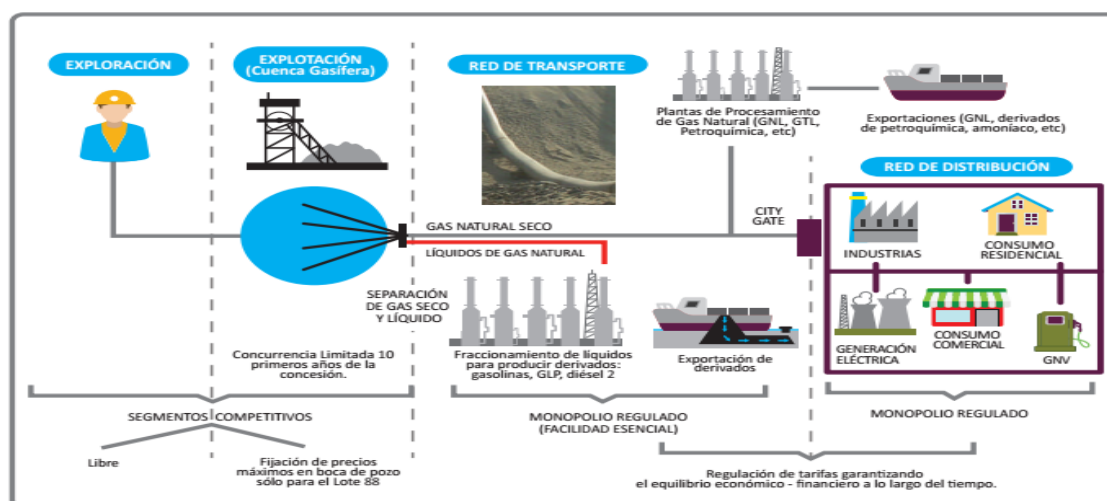 EXPLORACIÓN
EXPLOTACIÓN
(Cuenca Gasífera)
RED DE TRANSPORTE
Plantas de Procesamiento
de Gas Natural (GNL, GTL,
Petroquímica, etc)
Exportaciones (GNL, derivados
de petroquímica, amoníaco, etc)
RED DE DISTRIBUCIÓN
CITY
GATE
GAS NATURAL SECO
LÍQUIDOS DE GAS NATURAL
INDUSTRIAS
CONSUMO
RESIDENCIAL
SEPARACIÓN
DE GAS SECO
Y LÍQUIDO
GENERACIÓN
ELÉCTRICA
CONSUMO
COMERCIAL
GNV
Concurrencia Limitada 10
primeros años de la
concesión.
Fraccionamiento de líquidos
para producir derivados:
gasolinas, GLP, diésel 2
Exportación de
derivados
SEGMENTOS COMPETITIVOS
MONOPOLIO REGULADO
(FACILIDAD ESENCIAL)
MONOPOLIO REGULADO
Libre
Fijación de precios
máximos en boca de pozo
sólo para el Lote 88
Regulación de tarifas garantizando
el equilibrio económico - financiero a lo largo del tiempo.